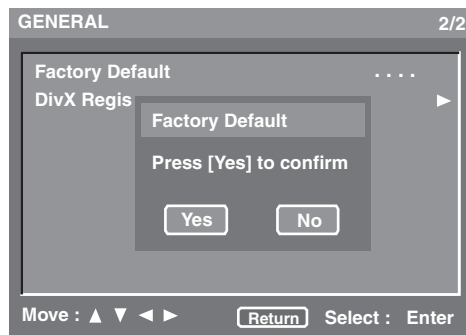 GENERAL 2/2
Factory Default . . . .
DivX Regis ►
Factory Default
Press [Yes] to confirm
Yes No
Move : ▲ ▼ ◄ ► Return Select : Enter